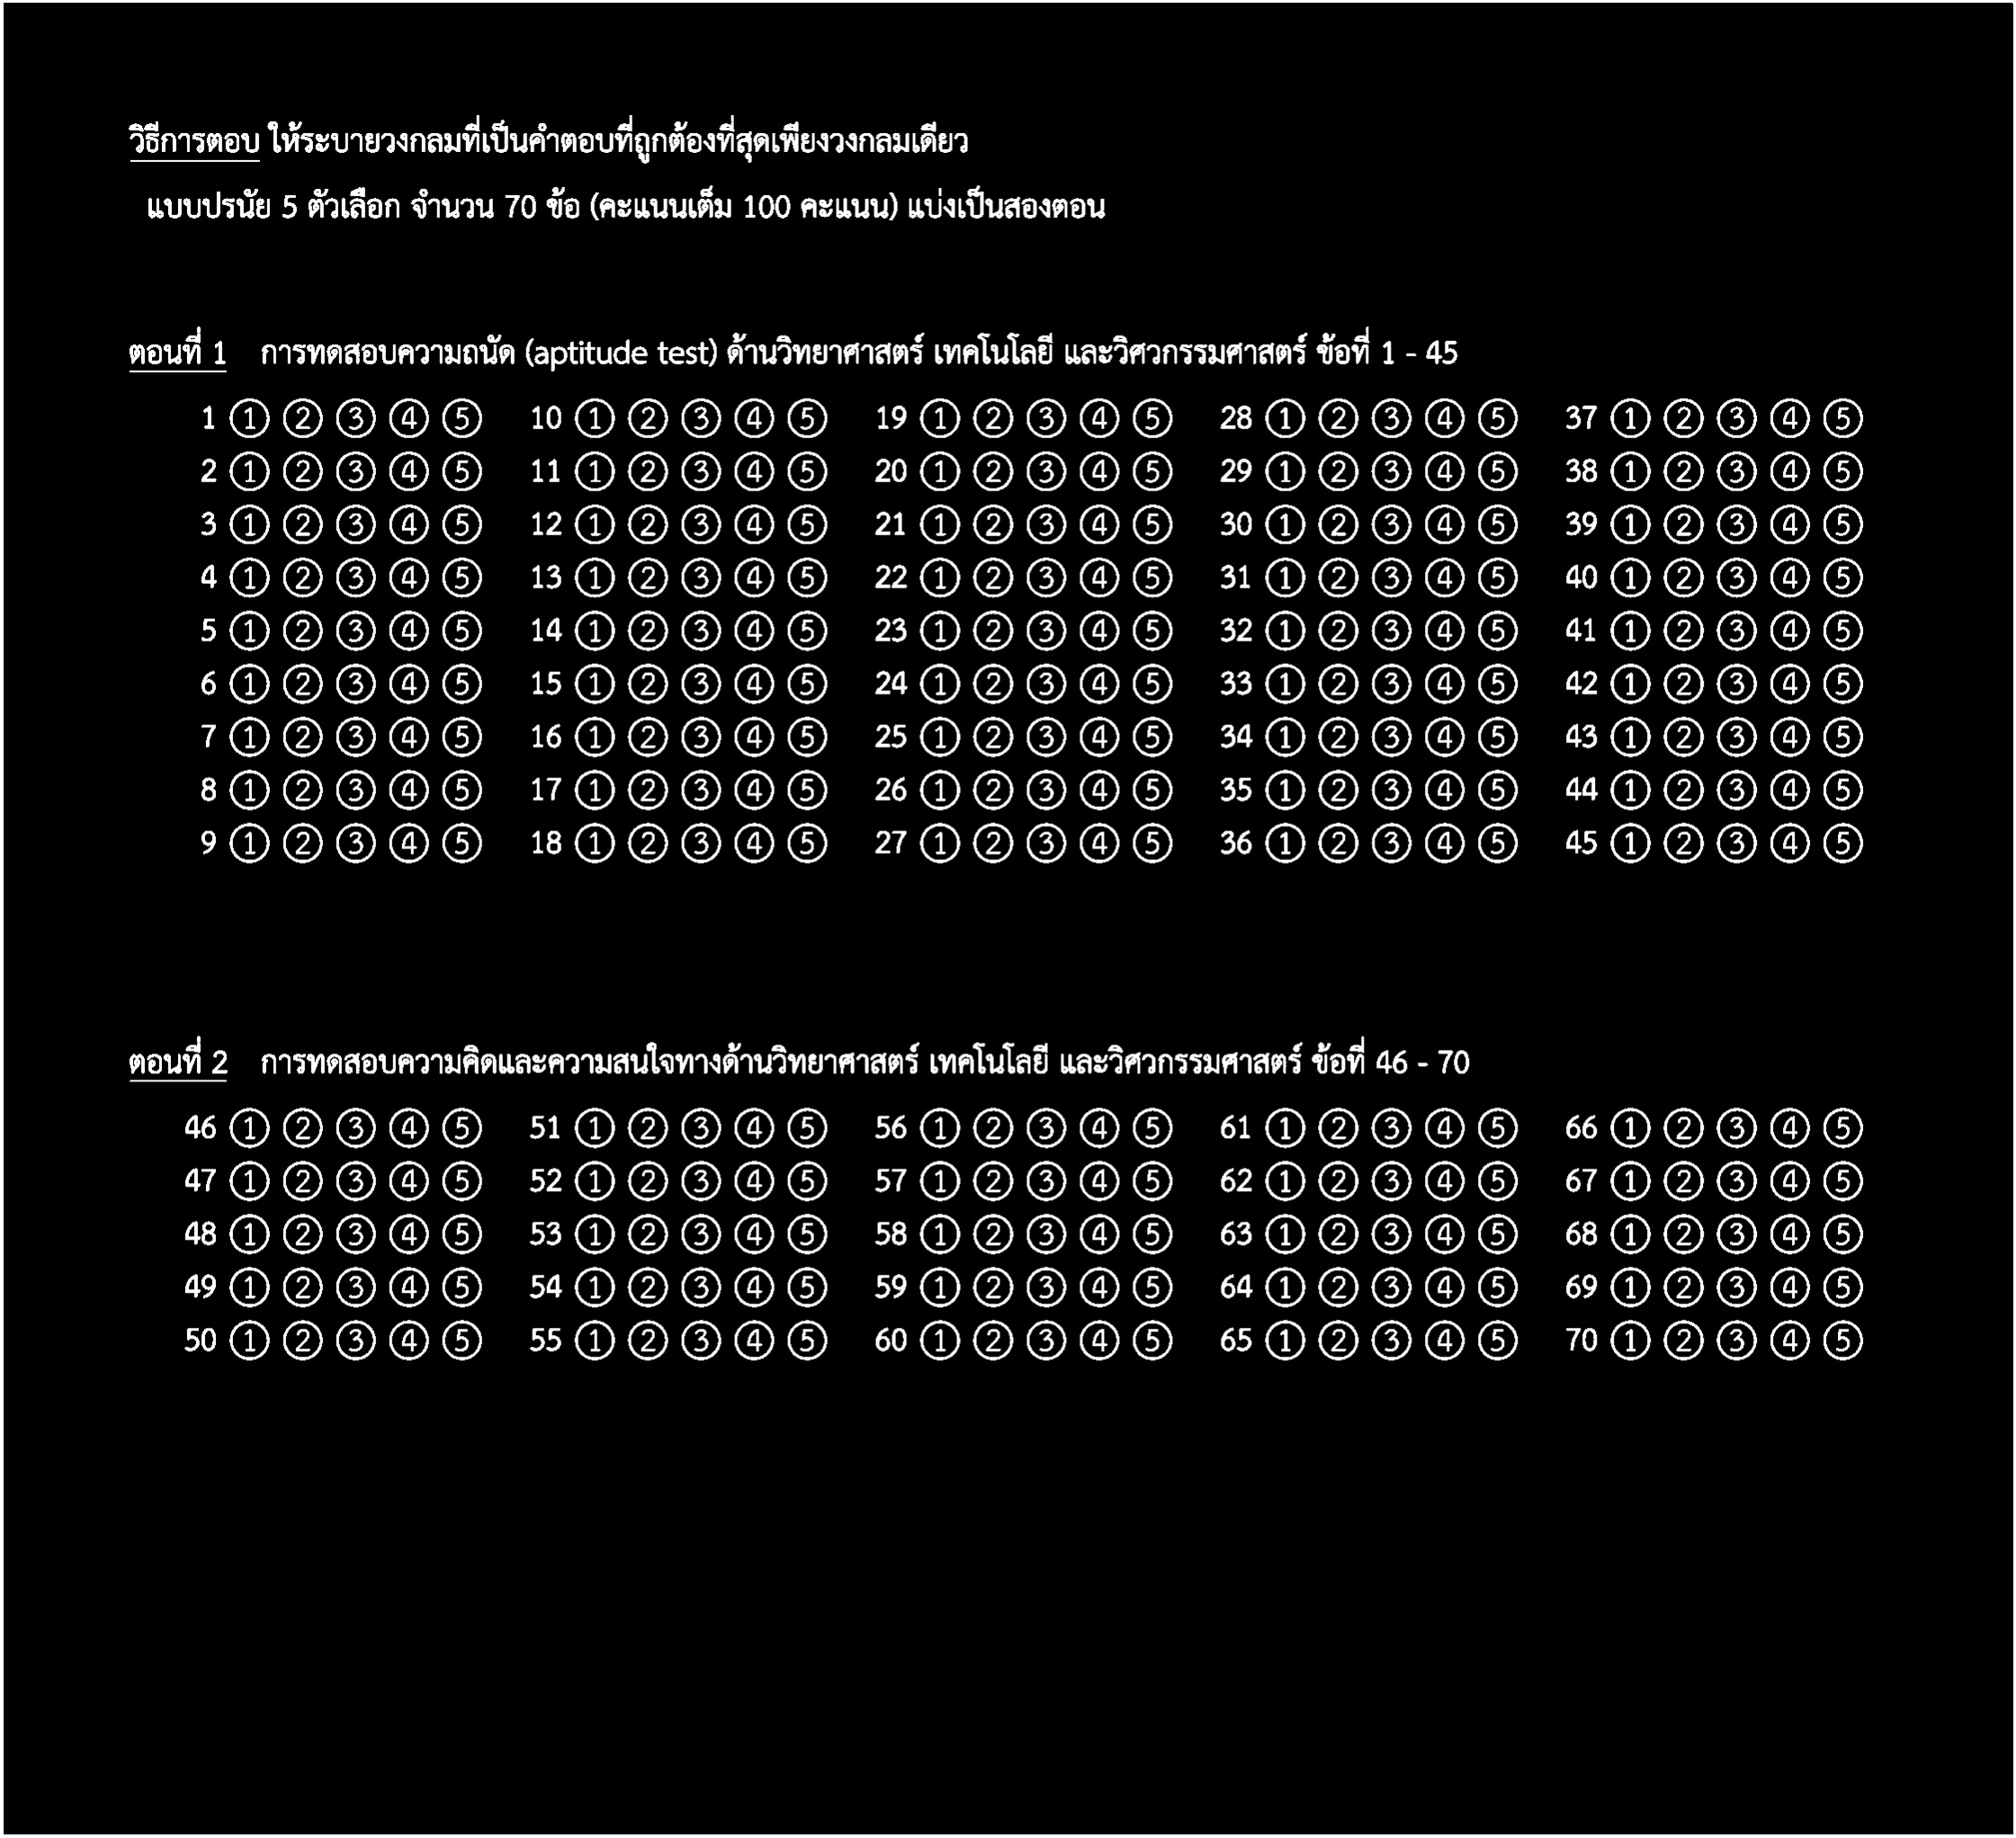 วิธีการตอบ ให้ระบายวงกลมที่เป็นคำตอบที่ถูกต้องที่สุดเพียงวงกลมเดียว
แบบปรนัย 5 ตัวเลือก จำนวน 70 ข้อ (คะแนนเต็ม 100 คะแนน) แบ่งเป็นสองตอน
ตอนที่ 1 การทดสอบความถนัด (aptitude test) ด้านวิทยาศาสตร์ เทคโนโลยี และวิศวกรรมศาสตร์ ข้อที่ 1 - 45
1 ① ② ③ ④ ⑤ 10 ① ② ③ ④ ⑤ 19 ① ② ③ ④ ⑤ 28 ① ② ③ ④ ⑤ 37 ① ② ③ ④ ⑤
2 ① ② ③ ④ ⑤ 11 ① ② ③ ④ ⑤ 20 ① ② ③ ④ ⑤ 29 ① ② ③ ④ ⑤ 38 ① ② ③ ④ ⑤
3 ① ② ③ ④ ⑤ 12 ① ② ③ ④ ⑤ 21 ① ② ③ ④ ⑤ 30 ① ② ③ ④ ⑤ 39 ① ② ③ ④ ⑤
4 ① ② ③ ④ ⑤ 13 ① ② ③ ④ ⑤ 22 ① ② ③ ④ ⑤ 31 ① ② ③ ④ ⑤ 40 ① ② ③ ④ ⑤
5 ① ② ③ ④ ⑤ 14 ① ② ③ ④ ⑤ 23 ① ② ③ ④ ⑤ 32 ① ② ③ ④ ⑤ 41 ① ② ③ ④ ⑤
6 ① ② ③ ④ ⑤ 15 ① ② ③ ④ ⑤ 24 ① ② ③ ④ ⑤ 33 ① ② ③ ④ ⑤ 42 ① ② ③ ④ ⑤
7 ① ② ③ ④ ⑤ 16 ① ② ③ ④ ⑤ 25 ① ② ③ ④ ⑤ 34 ① ② ③ ④ ⑤ 43 ① ② ③ ④ ⑤
8 ① ② ③ ④ ⑤ 17 ① ② ③ ④ ⑤ 26 ① ② ③ ④ ⑤ 35 ① ② ③ ④ ⑤ 44 ① ② ③ ④ ⑤
9 ① ② ③ ④ ⑤ 18 ① ② ③ ④ ⑤ 27 ① ② ③ ④ ⑤ 36 ① ② ③ ④ ⑤ 45 ① ② ③ ④ ⑤
ตอนที่ 2 การทดสอบความคิดและความสนใจทางด้านวิทยาศาสตร์ เทคโนโลยี และวิศวกรรมศาสตร์ ข้อที่ 46 - 70
46 ① ② ③ ④ ⑤ 51 ① ② ③ ④ ⑤ 56 ① ② ③ ④ ⑤ 61 ① ② ③ ④ ⑤ 66 ① ② ③ ④ ⑤
47 ① ② ③ ④ ⑤ 52 ① ② ③ ④ ⑤ 57 ① ② ③ ④ ⑤ 62 ① ② ③ ④ ⑤ 67 ① ② ③ ④ ⑤
48 ① ② ③ ④ ⑤ 53 ① ② ③ ④ ⑤ 58 ① ② ③ ④ ⑤ 63 ① ② ③ ④ ⑤ 68 ① ② ③ ④ ⑤
49 ① ② ③ ④ ⑤ 54 ① ② ③ ④ ⑤ 59 ① ② ③ ④ ⑤ 64 ① ② ③ ④ ⑤ 69 ① ② ③ ④ ⑤
50 ① ② ③ ④ ⑤ 55 ① ② ③ ④ ⑤ 60 ① ② ③ ④ ⑤ 65 ① ② ③ ④ ⑤ 70 ① ② ③ ④ ⑤